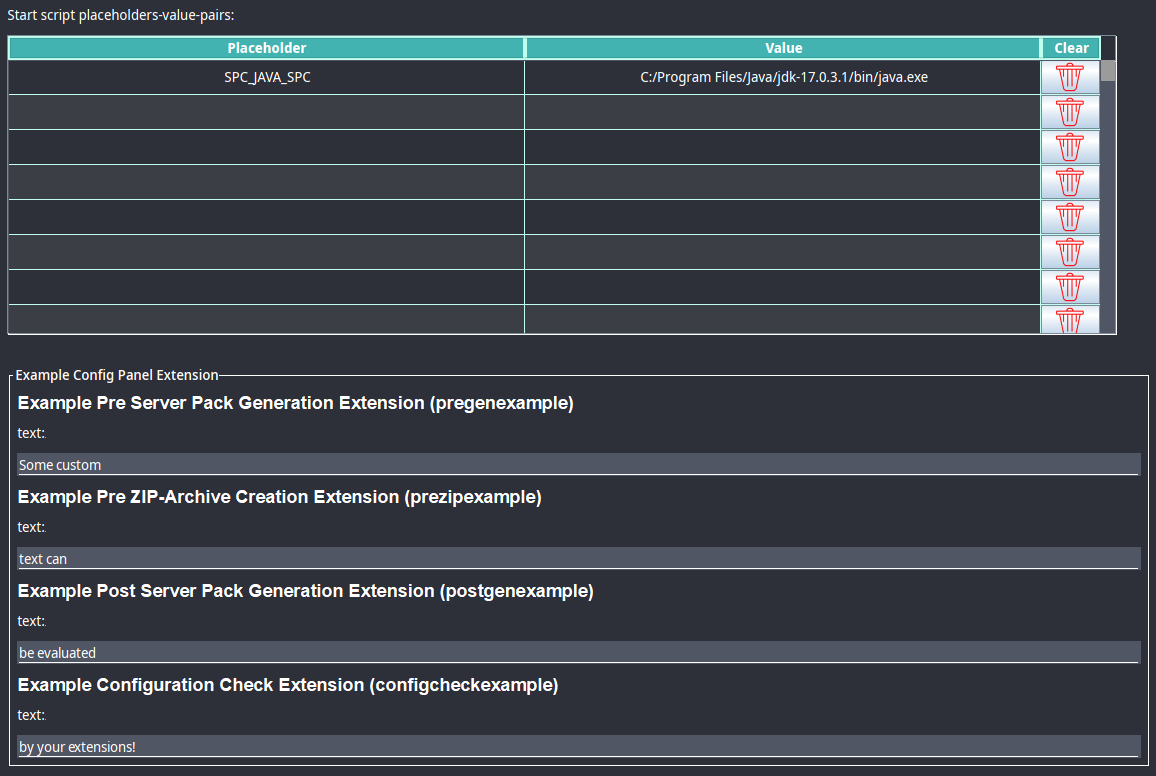 Start script placeholders-value-pairs:
Placeholder Value Clear
SPC_JAVA_SPC C:/Program Files/Java/jdk-17.0.3.1/bin/java.exe
Example Config Panel Extension
Example Pre Server Pack Generation Extension (pregenexample)
text:
Some custom
Example Pre ZIP-Archive Creation Extension (prezipexample)
text:
text can
Example Post Server Pack Generation Extension (postgenexample)
text:
be evaluated
Example Configuration Check Extension (configcheckexample)
text:
by your extensions!